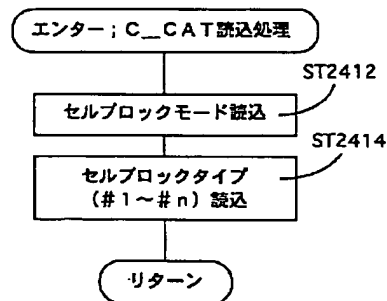 エンター；C＿CAT読込処理
ST2412
セルブロックモード読込
ST2414
セルブロックタイプ
（＃1～＃n）読込
リターン